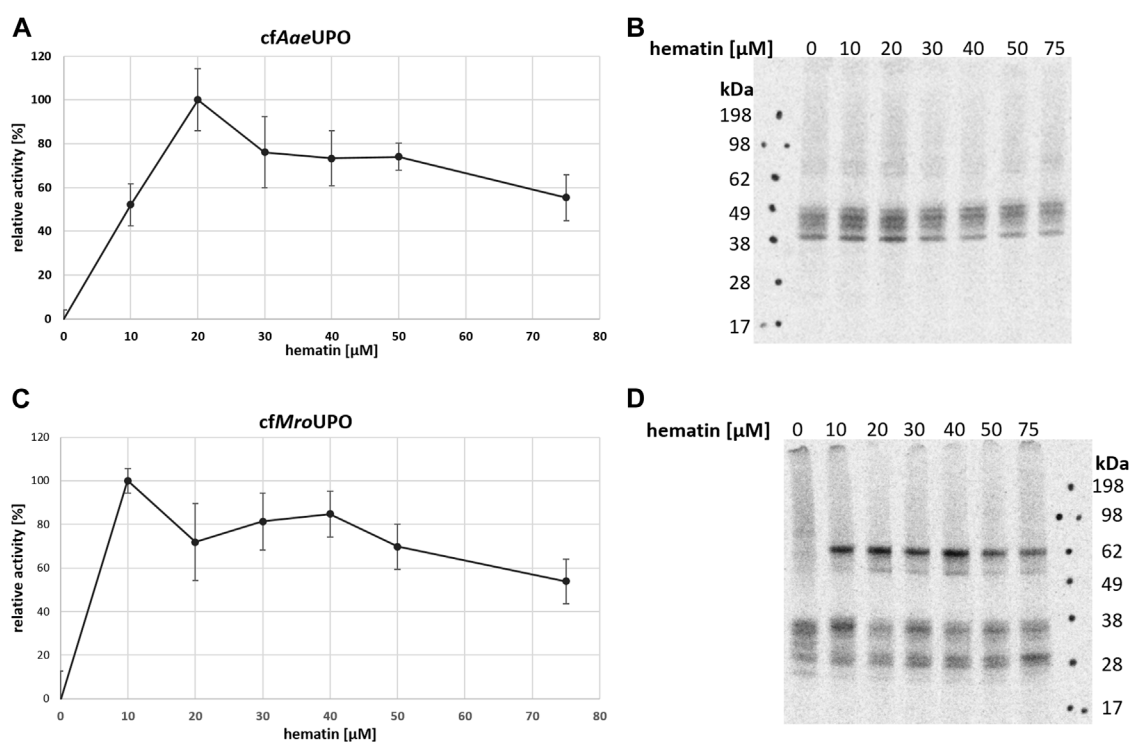 A
cfAaeUPO
120
100
80
60
40
20
0
relative activity [%]
0 10 20 30 40 50 60 70 80
hematin [µM]
B
hematin [µM] 0 10 20 30 40 50 75
kDa
198
98
62
49
38
28
17
C
cfMroUPO
120
100
80
60
40
20
0
relative activity [%]
0 10 20 30 40 50 60 70 80
hematin [µM]
D
hematin [µM] 0 10 20 30 40 50 75
kDa
198
98
62
49
38
28
17